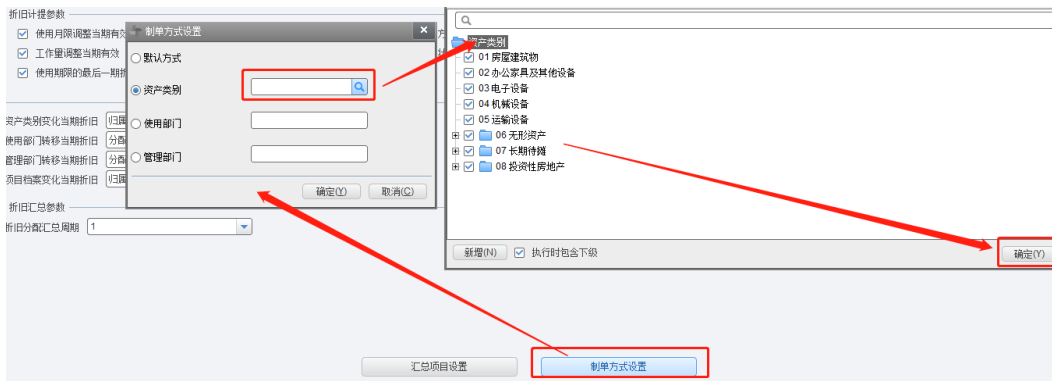 折旧计提参数
使用月限调整当期有效
工作量调整当期有效
使用期限的最后一期折
资产类别变化当期折旧 归属
使用部门转移当期折旧 分配
管理部门转移当期折旧 分配
项目档案变化当期折旧 归属
折旧汇总参数
折旧分配汇总周期 1
制单方式设置
默认方式
资产类别
使用部门
管理部门
确定(Y) 取消(C)
资产类别
01 房屋建筑物
02 办公家具及其他设备
03 电子设备
04 机械设备
05 运输设备
06 无形资产
07 长期待摊
08 投资性房地产
新增(N) 执行时包含下级 确定(Y)
汇总项目设置 制单方式设置